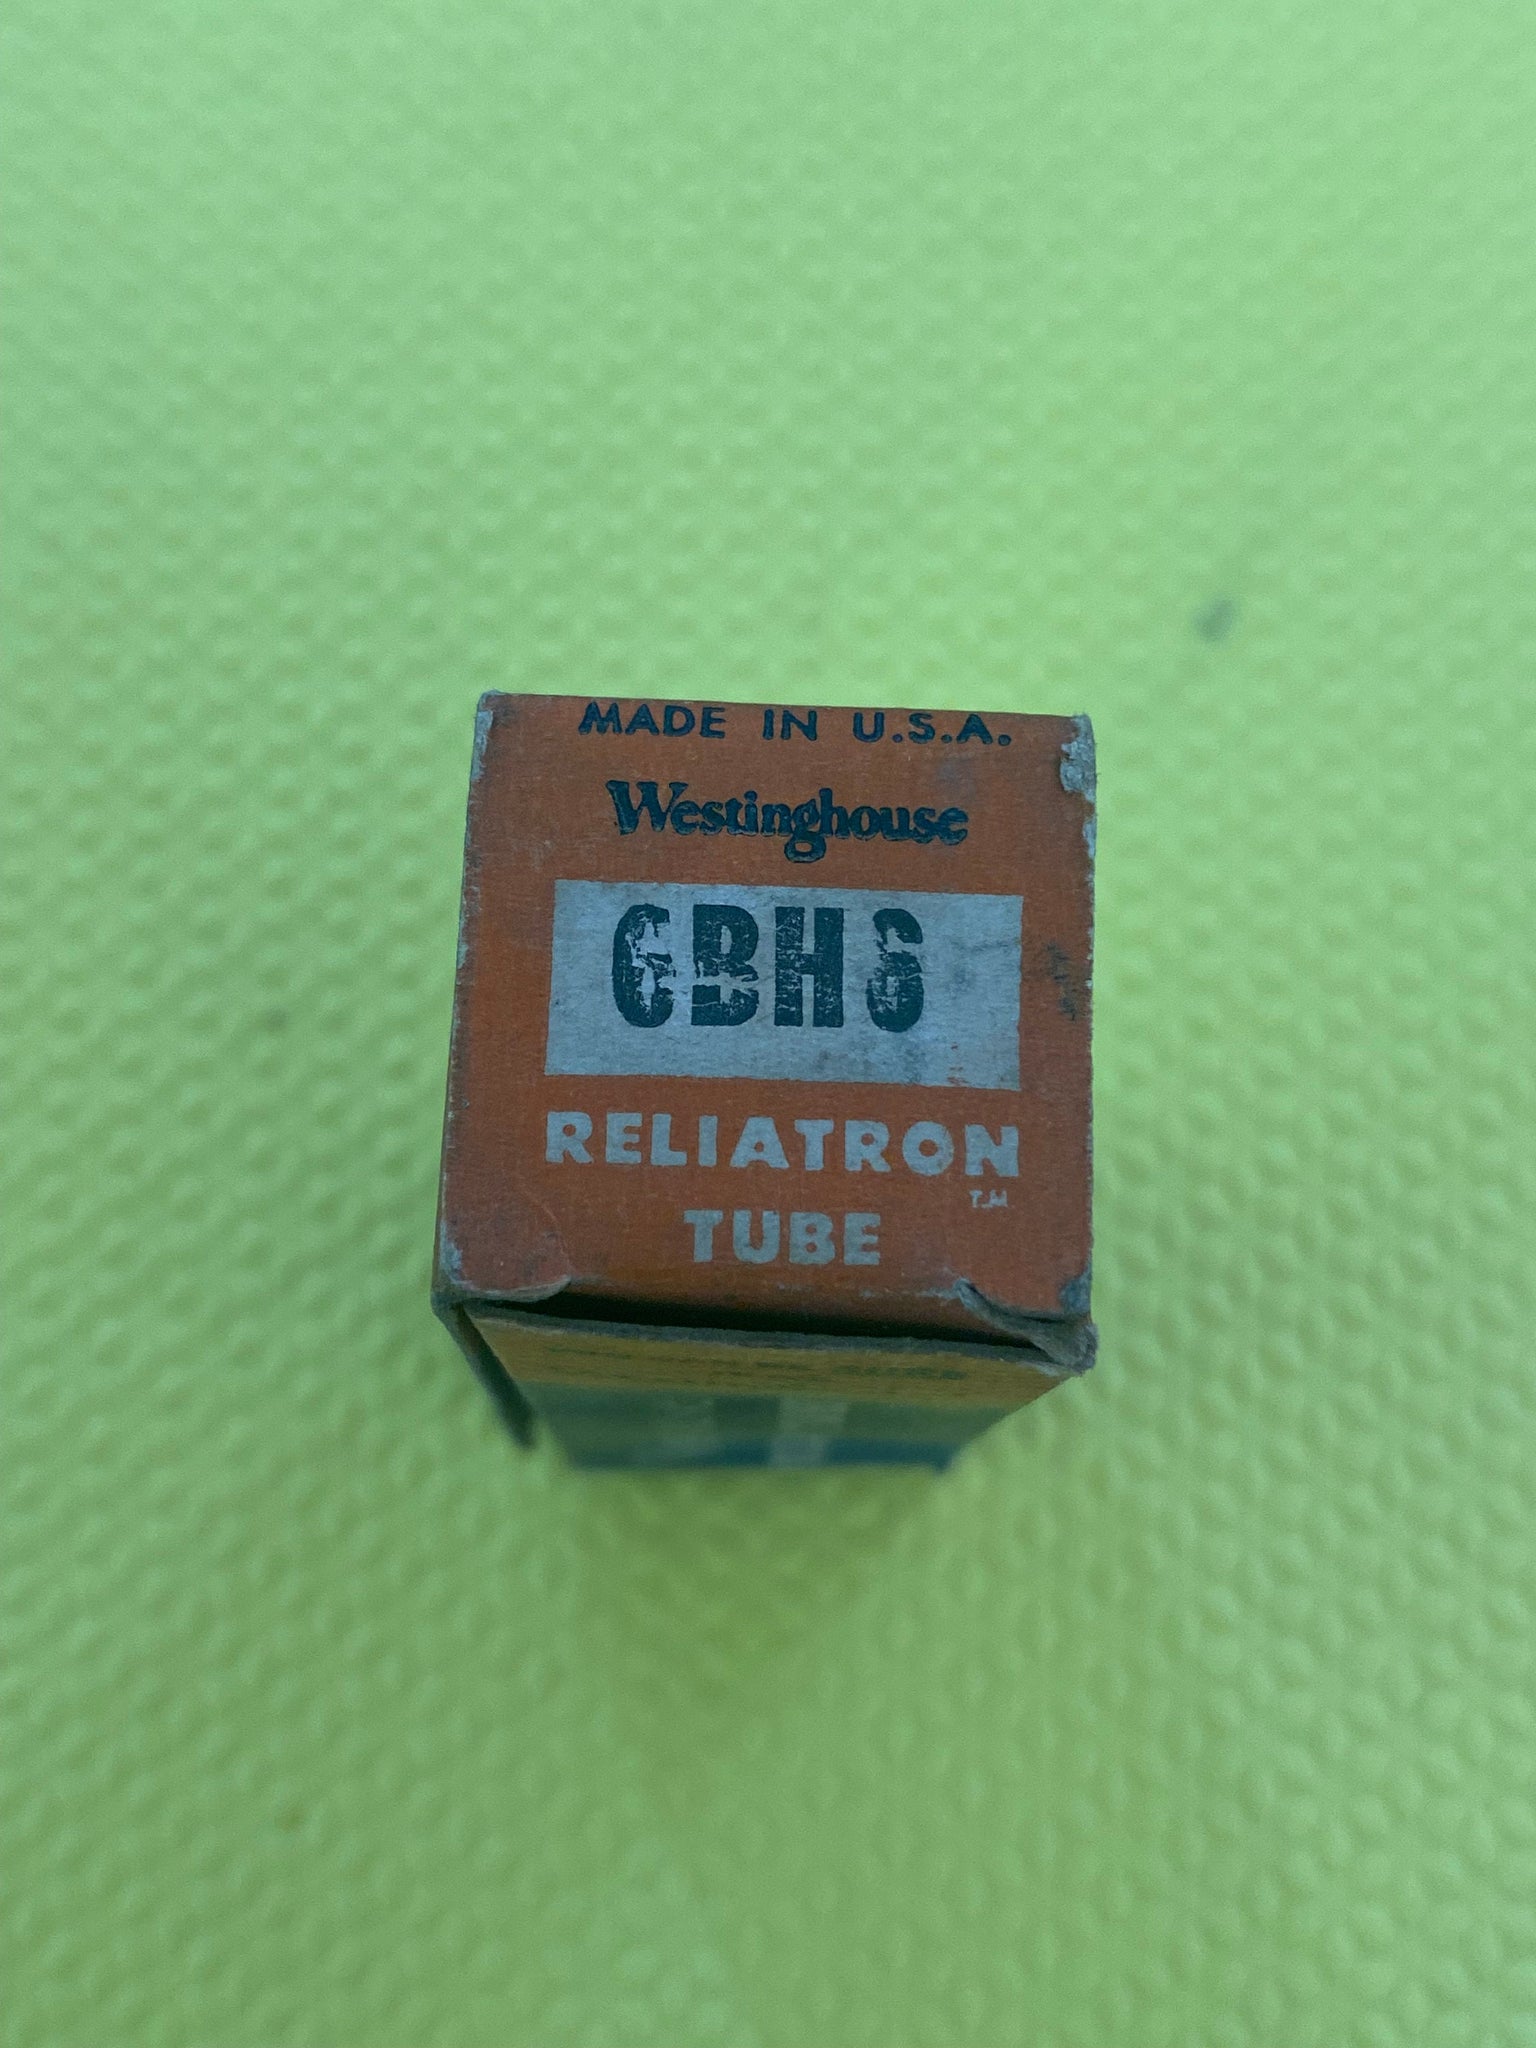 MADE IN U.S.A.
Westinghouse
6BH6
RELIATRON
T.M
TUBE